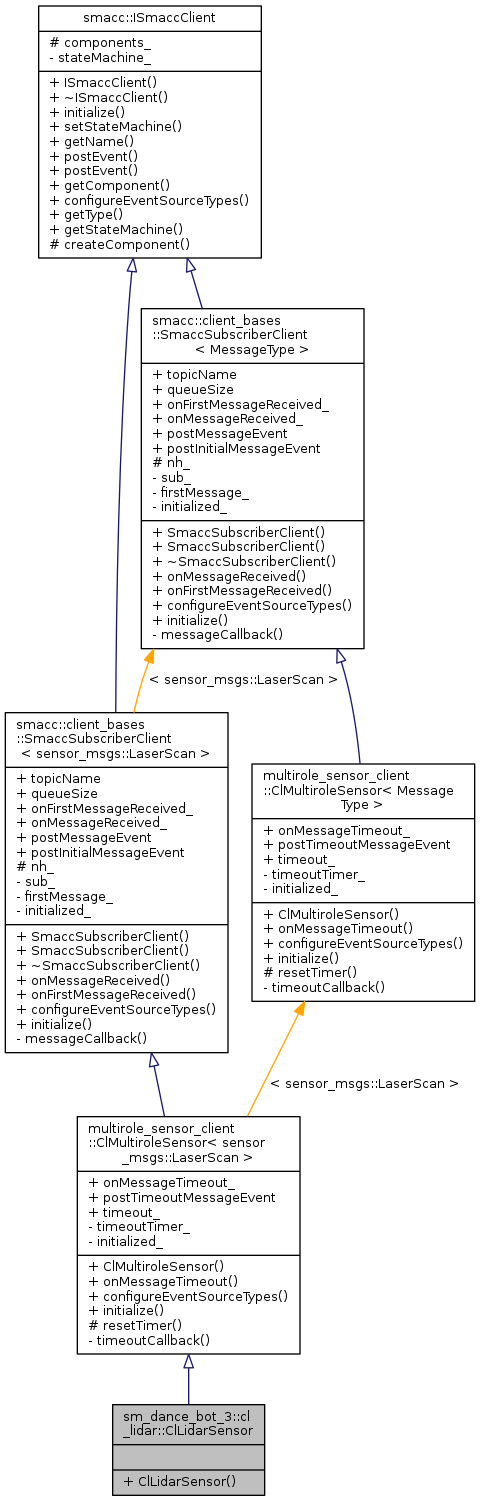 smacc::ISmaccClient
# components_
- stateMachine_
+ ISmaccClient()
+ ~ISmaccClient()
+ initialize()
+ setStateMachine()
+ getName()
+ postEvent()
+ postEvent()
+ getComponent()
+ configureEventSourceTypes()
+ getType()
+ getStateMachine()
# createComponent()
smacc::client_bases
::SmaccSubscriberClient
< MessageType >
+ topicName
+ queueSize
+ onFirstMessageReceived_
+ onMessageReceived_
+ postMessageEvent
+ postInitialMessageEvent
# nh_
- sub_
- firstMessage_
- initialized_
+ SmaccSubscriberClient()
+ SmaccSubscriberClient()
+ ~SmaccSubscriberClient()
+ onMessageReceived()
+ onFirstMessageReceived()
+ configureEventSourceTypes()
+ initialize()
- messageCallback()
< sensor_msgs::LaserScan >
smacc::client_bases
::SmaccSubscriberClient
< sensor_msgs::LaserScan >
+ topicName
+ queueSize
+ onFirstMessageReceived_
+ onMessageReceived_
+ postMessageEvent
+ postInitialMessageEvent
# nh_
- sub_
- firstMessage_
- initialized_
+ SmaccSubscriberClient()
+ SmaccSubscriberClient()
+ ~SmaccSubscriberClient()
+ onMessageReceived()
+ onFirstMessageReceived()
+ configureEventSourceTypes()
+ initialize()
- messageCallback()
multirole_sensor_client
::ClMultiroleSensor< Message
Type >
+ onMessageTimeout_
+ postTimeoutMessageEvent
+ timeout_
- timeoutTimer_
- initialized_
+ ClMultiroleSensor()
+ onMessageTimeout()
+ configureEventSourceTypes()
+ initialize()
# resetTimer()
- timeoutCallback()
< sensor_msgs::LaserScan >
multirole_sensor_client
::ClMultiroleSensor< sensor
_msgs::LaserScan >
+ onMessageTimeout_
+ postTimeoutMessageEvent
+ timeout_
- timeoutTimer_
- initialized_
+ ClMultiroleSensor()
+ onMessageTimeout()
+ configureEventSourceTypes()
+ initialize()
# resetTimer()
- timeoutCallback()
sm_dance_bot_3::cl
_lidar::ClLidarSensor
+ ClLidarSensor()